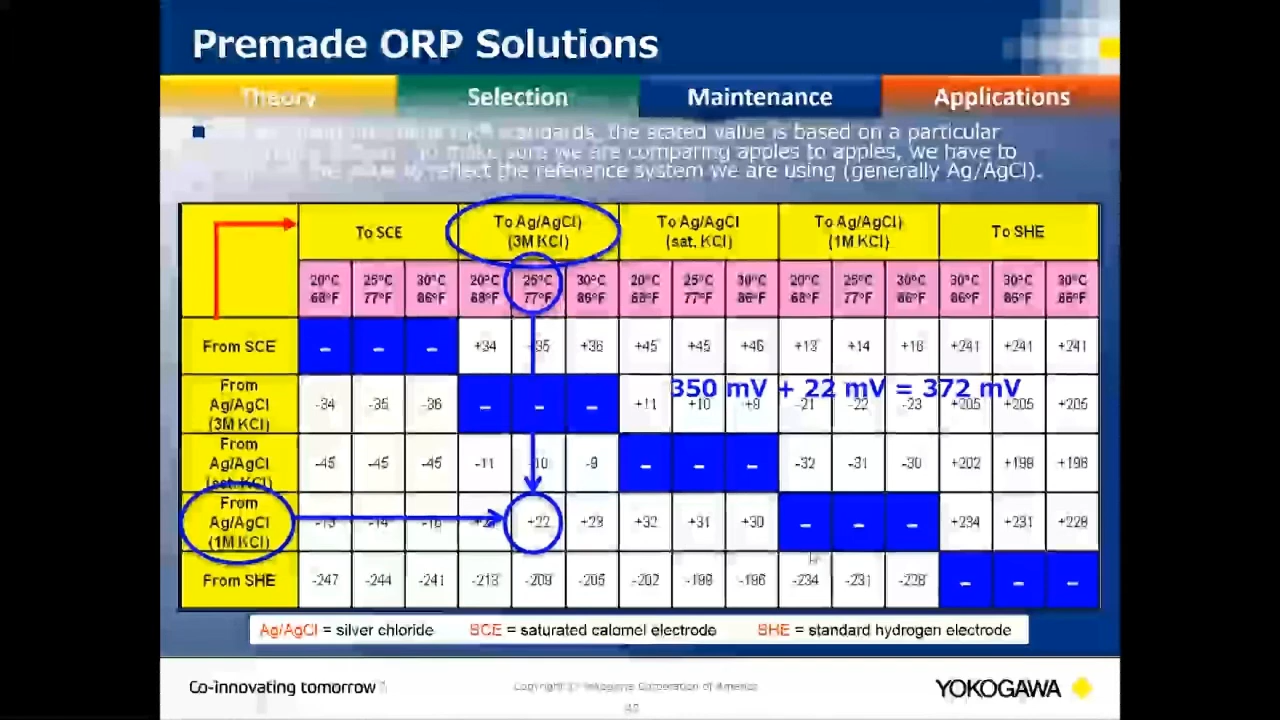 Premade ORP Solutions
Theory Selection Maintenance Applications
standards, the stated value is based on a particular
make sure we are comparing apples to apples, we have to
to reflect the reference system we are using (generally Ag/AgCl).
To SCE To Ag/AgCl) (3M KCl) To Ag/AgCl (sat. KCl) To Ag/AgCl) (1M KCl) To SHE
20°C 25°C 30°C 20°C 25°C 30°C 20°C 25°C 30°C 20°C 25°C 30°C 30°C 30°C 30°C
68°F 77°F 86°F 68°F 77°F 86°F 68°F 77°F 86°F 68°F 77°F 86°F 86°F 86°F 86°F
From SCE – – – +34 +36 +45 +45 +46 +13 +14 +241 +241 +241
350 mV + 22 mV = 372 mV
From Ag/AgCl (3M KCl) -34 -35 -36 – – – +11 +10 +9 -21 -22 -23 +205 +205 +205
From Ag/AgCl (sat. KCl) -45 -45 -45 -11 -9 – – – -32 -31 -30 +202 +198 +196
From Ag/AgCl (1M KCl) +22 +23 +32 +31 +30 – – – +234 +231 +228
From SHE -247 -244 -241 -209 -205 -202 -196 -234 -231 -228 – – –
Ag/AgCl = silver chloride SCE = saturated calomel electrode SHE = standard hydrogen electrode
Co-innovating tomorrow
Yokogawa Corporation of America
YOKOGAWA